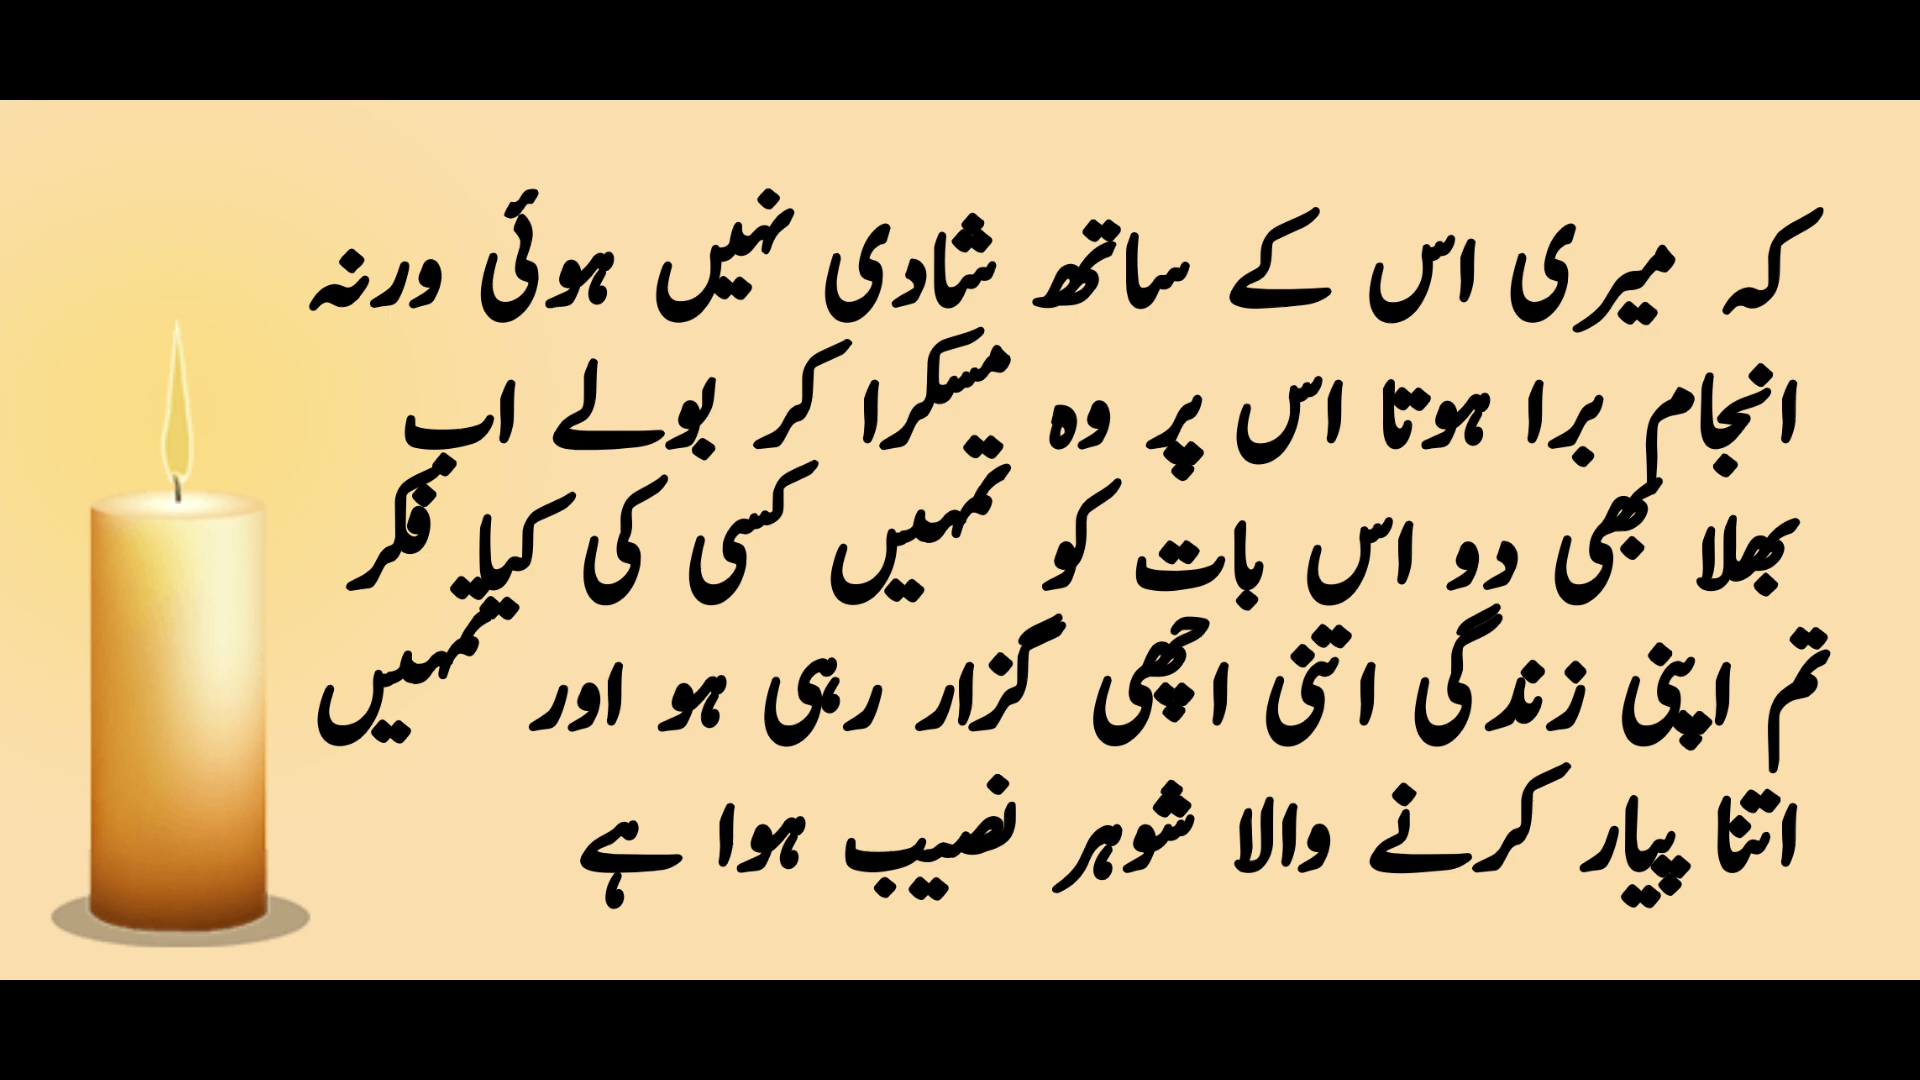 کہ میری اس کے ساتھ شادی نہیں ہوئی ورنہ
انجام برا ہوتا اس پر وہ مسکرا کر بولے اب
بھلا بھی دو اس بات کو تمہیں کسی کی کیا فکر
تم اپنی زندگی اتنی اچھی گزار رہی ہو اور تمہیں
اتنا پیار کرنے والا شوہر نصیب ہوا ہے